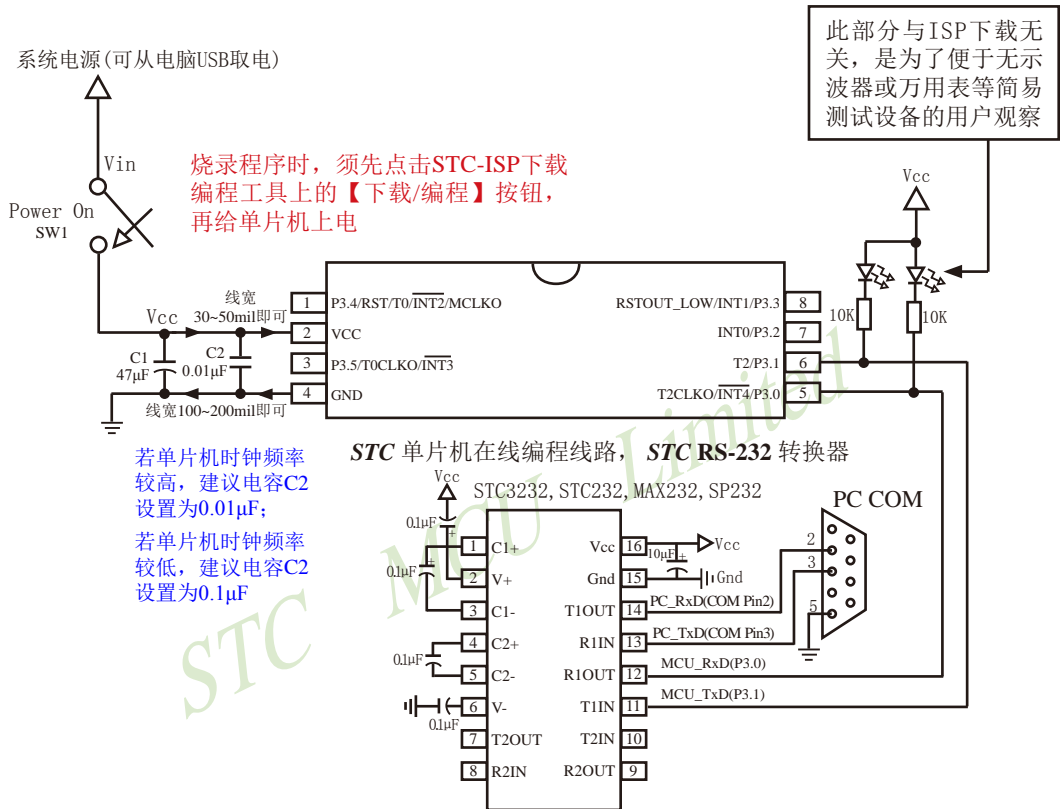 此部分与ISP下载无
关，是为了便于无示
波器或万用表等简易
测试设备的用户观察
系统电源(可从电脑USB取电)
Vin
Power On
SW1
烧录程序时，须先点击STC-ISP下载
编程工具上的【下载/编程】按钮，
再给单片机上电
Vcc
10K
10K
线宽
30~50mil即可
Vcc
C1
47μF
C2
0.01μF
线宽100~200mil即可
1 P3.4/RST/T0/INT2/MCLKO
2 VCC
3 P3.5/T0CLKO/INT3
4 GND
RSTOUT_LOW/INT1/P3.3 8
INT0/P3.2 7
T2/P3.1 6
T2CLKO/INT4/P3.0 5
若单片机时钟频率
较高，建议电容C2
设置为0.01μF；
若单片机时钟频率
较低，建议电容C2
设置为0.1μF
STC 单片机在线编程线路， STC RS-232 转换器
STC3232, STC232, MAX232, SP232
Vcc
0.1μF
+
0.1μF
+
0.1μF
0.1μF
1 C1+
2 V+
3 C1-
4 C2+
5 C2-
6 V-
7 T2OUT
8 R2IN
Vcc 16
Gnd 15
T1OUT 14
R1IN 13
R1OUT 12
T1IN 11
T2IN 10
R2OUT 9
10μF
+
Vcc
Gnd
PC_RxD(COM Pin2)
PC_TxD(COM Pin3)
MCU_RxD(P3.0)
MCU_TxD(P3.1)
PC COM
2
3
5
STC MCU Limited